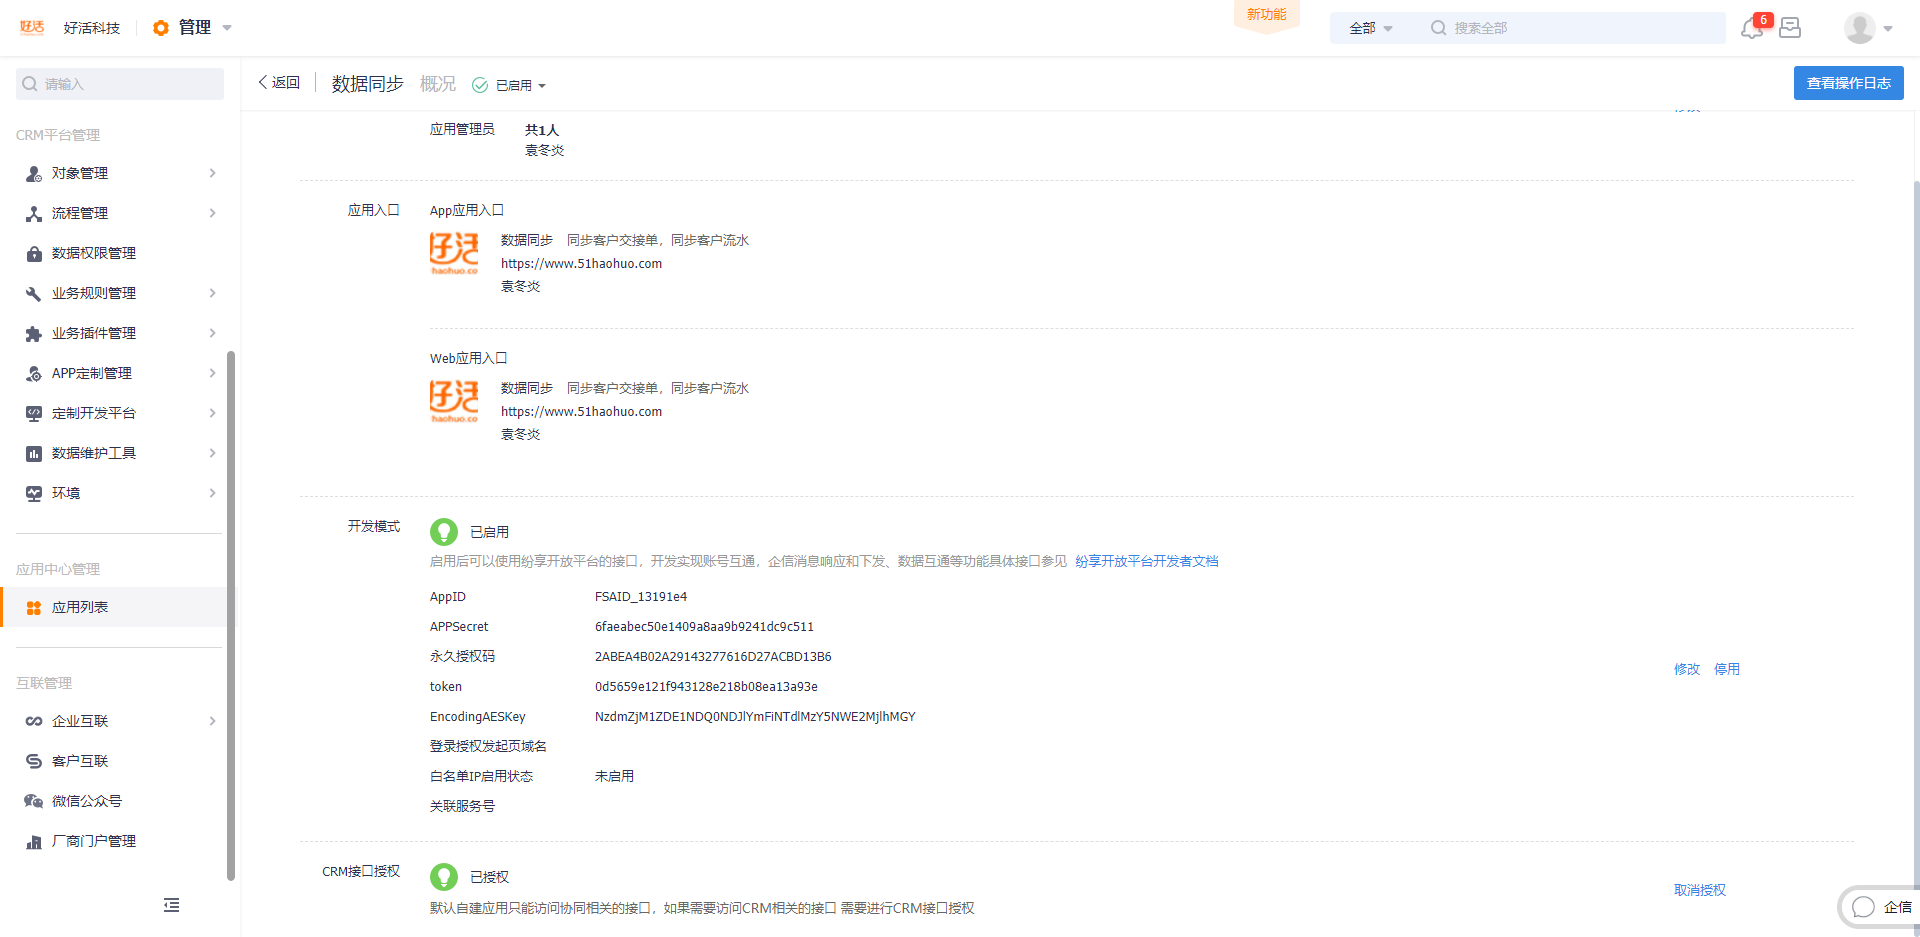 好活 好活科技 管理 新功能 全部 搜索全部 6
请输入
返回 数据同步 概况 已启用 查看操作日志
CRM平台管理
对象管理
流程管理
数据权限管理
业务规则管理
业务插件管理
APP定制管理
定制开发平台
数据维护工具
环境
应用中心管理
应用列表
互联管理
企业互联
客户互联
微信公众号
厂商门户管理
应用管理员 共1人
袁冬炎
应用入口 App应用入口
好活
haohuo.co
数据同步 同步客户交接单，同步客户流水
https://www.51haohuo.com
袁冬炎
Web应用入口
好活
haohuo.co
数据同步 同步客户交接单，同步客户流水
https://www.51haohuo.com
袁冬炎
开发模式 已启用
启用后可以使用纷享开放平台的接口，开发实现账号互通，企信消息响应和下发、数据互通等功能具体接口参见 纷享开放平台开发者文档
AppID FSAID_13191e4
APPSecret 6faeabec50e1409a8aa9b9241dc9c511
永久授权码 2ABEA4B02A29143277616D27ACBD13B6
修改 停用
token 0d5659e121f943128e218b08ea13a93e
EncodingAESKey NzdmZjM1ZDE1NDQ0NDJlYmFiNTdlMzY5NWE2MjlhMGY
登录授权发起页域名
白名单IP启用状态 未启用
关联服务号
CRM接口授权 已授权
取消授权
默认自建应用只能访问协同相关的接口，如果需要访问CRM相关的接口 需要进行CRM接口授权
企信